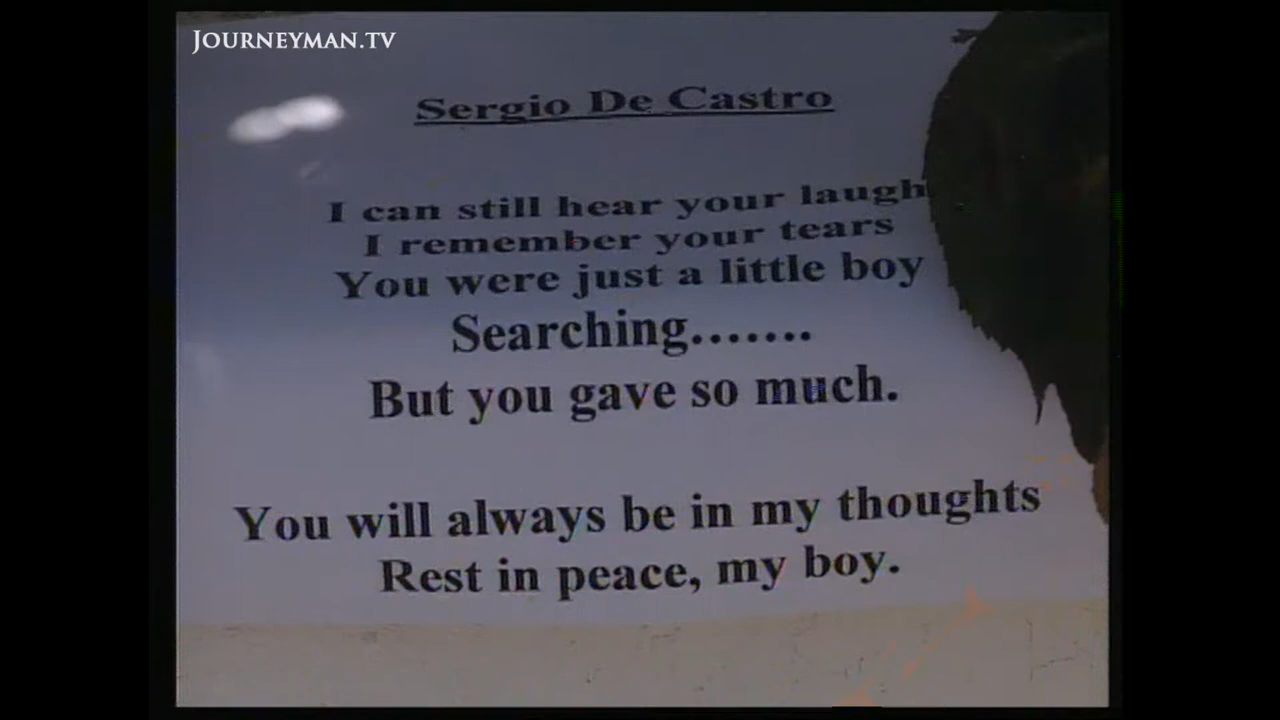 JOURNEYMAN.TV
Sergio De Castro
I can still hear your laugh
I remember your tears
You were just a little boy
Searching.......
But you gave so much.
You will always be in my thoughts
Rest in peace, my boy.